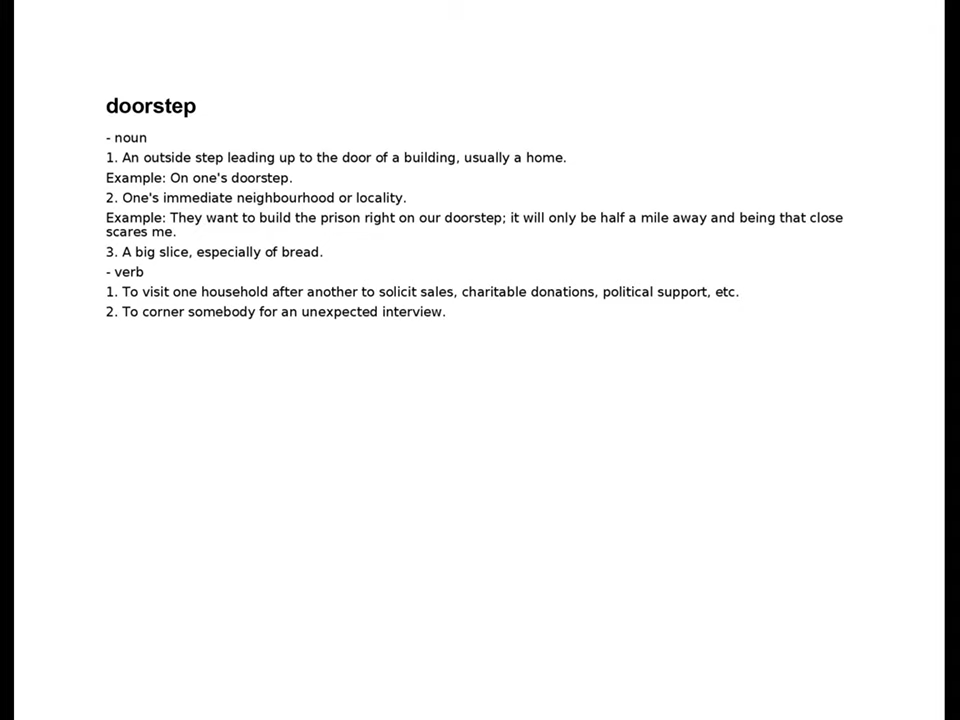 doorstep
- noun
1. An outside step leading up to the door of a building, usually a home.
Example: On one's doorstep.
2. One's immediate neighbourhood or locality.
Example: They want to build the prison right on our doorstep; it will only be half a mile away and being that close
scares me.
3. A big slice, especially of bread.
- verb
1. To visit one household after another to solicit sales, charitable donations, political support, etc.
2. To corner somebody for an unexpected interview.